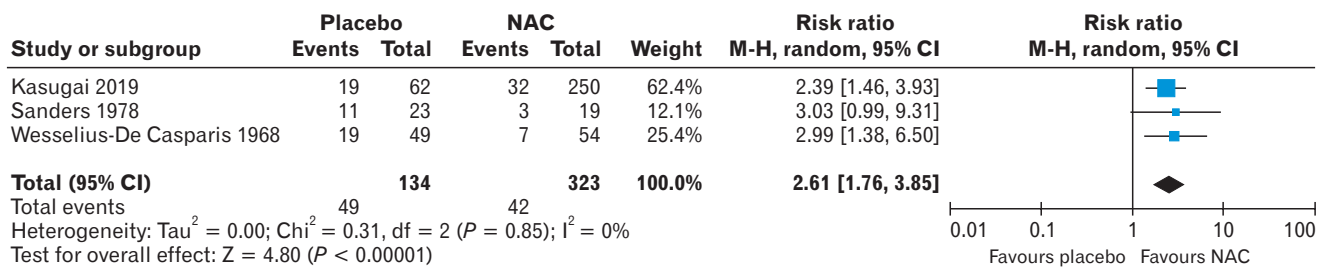 Placebo NAC Risk ratio Risk ratio
Study or subgroup Events Total Events Total Weight M-H, random, 95% CI M-H, random, 95% CI
Kasugai 2019 19 62 32 250 62.4% 2.39 [1.46, 3.93]
Sanders 1978 11 23 3 19 12.1% 3.03 [0.99, 9.31]
Wesselius-De Casparis 1968 19 49 7 54 25.4% 2.99 [1.38, 6.50]
Total (95% CI) 134 323 100.0% 2.61 [1.76, 3.85]
Total events 49 42
Heterogeneity: Tau² = 0.00; Chi² = 0.31, df = 2 (P = 0.85); I² = 0%
Test for overall effect: Z = 4.80 (P < 0.00001)
0.01 0.1 1 10 100
Favours placebo Favours NAC